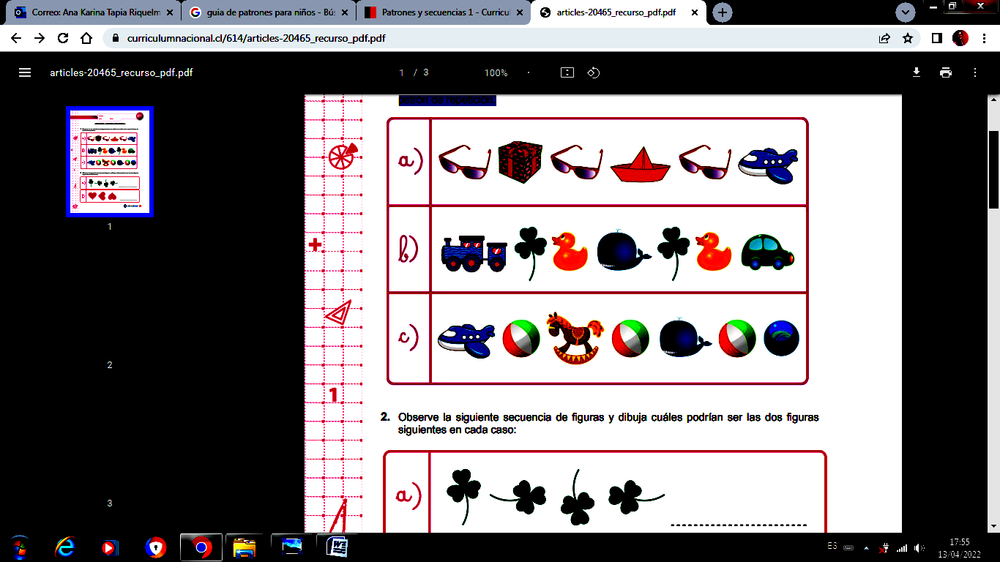 Correo: Ana Karina Tapia Riquelm
guia de patrones para niños - Bús
Patrones y secuencias 1 - Curricul
articles-20465_recurso_pdf.pdf
curriculumnacional.cl/614/articles-20465_recurso_pdf.pdf
articles-20465_recurso_pdf.pdf
1 / 3
100%
patrón de repetición.
a)
b)
c)
1
2. Observe la siguiente secuencia de figuras y dibuja cuáles podrían ser las dos figuras
siguientes en cada caso:
a)
1
2
3
ES
17:55
13/04/2022